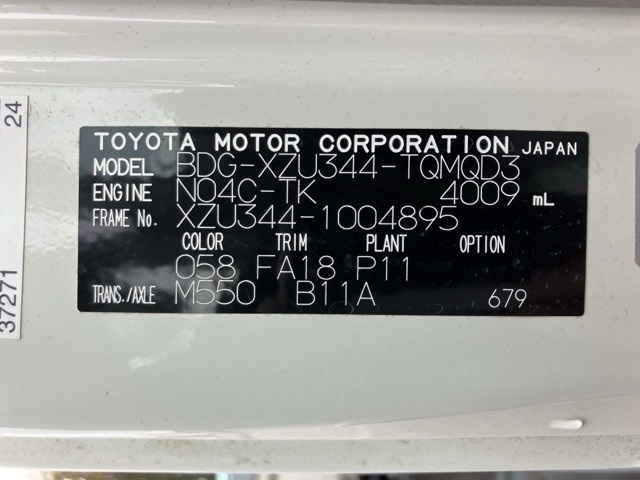 TOYOTA MOTOR CORPORATION JAPAN
MODEL BDG-XZU344-TQMQD3
ENGINE N04C-TK 4009 mL
FRAME No. XZU344-1004895
COLOR TRIM PLANT OPTION
058 FA18 P11
TRANS./AXLE M550 B11A 679
37271
24